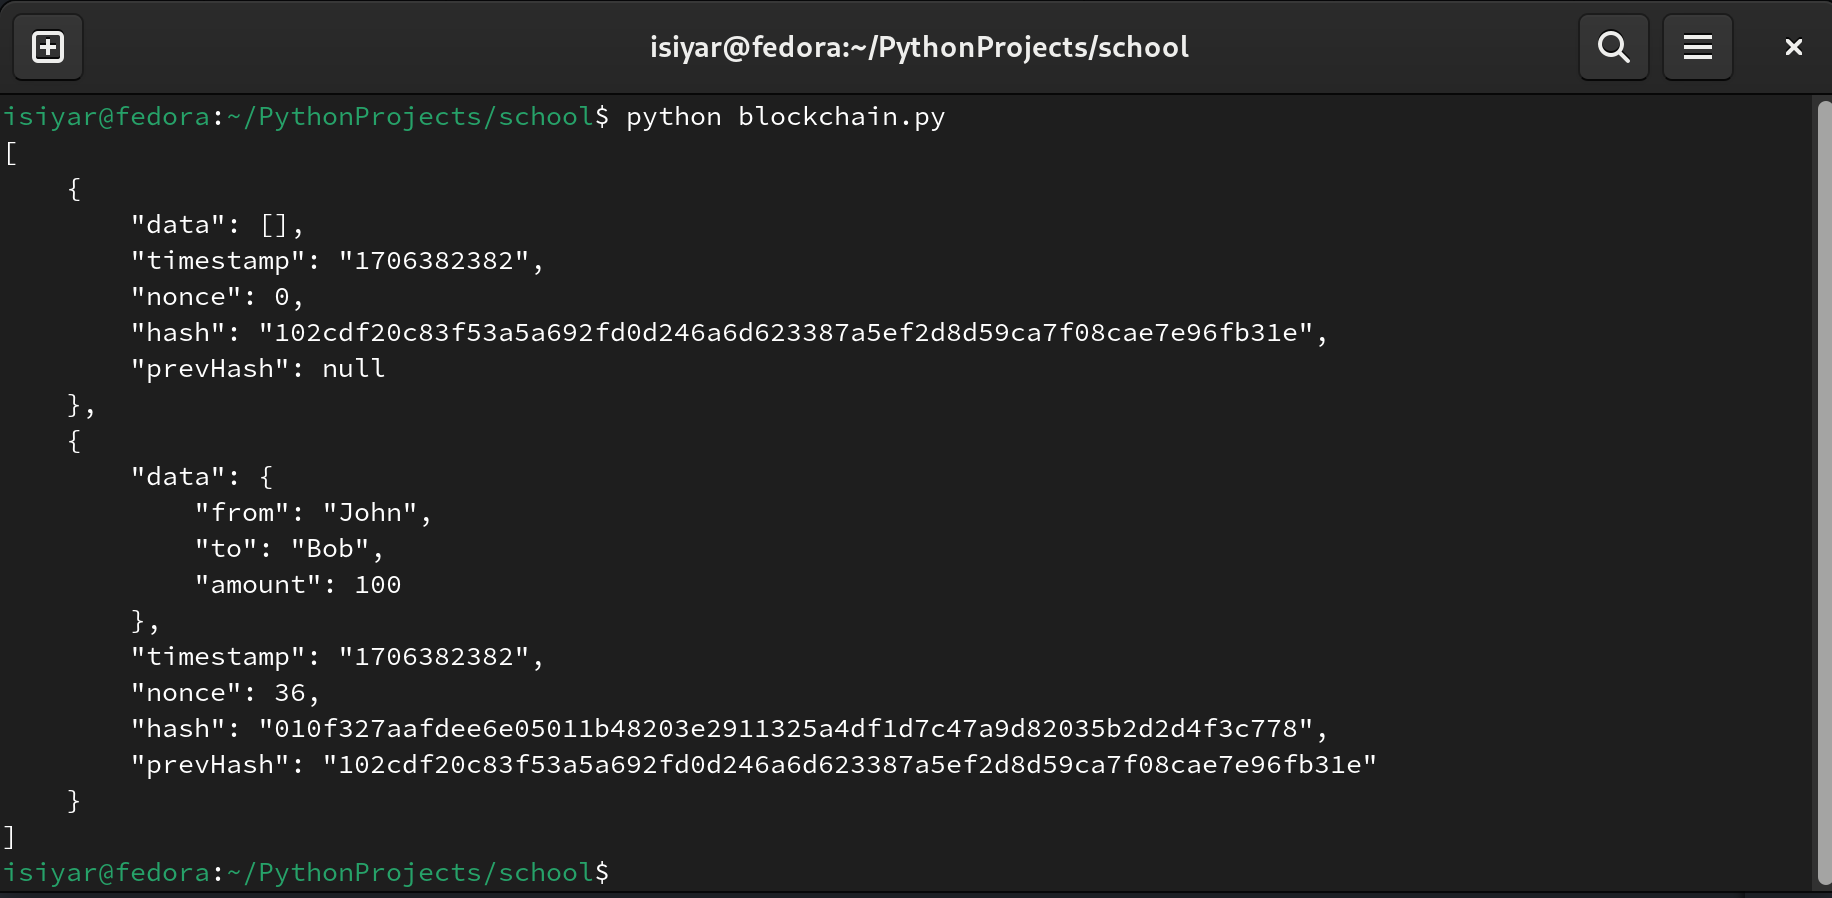 isiyar@fedora:~/PythonProjects/school
isiyar@fedora:~/PythonProjects/school$ python blockchain.py
[
    {
        "data": [],
        "timestamp": "1706382382",
        "nonce": 0,
        "hash": "102cdf20c83f53a5a692fd0d246a6d623387a5ef2d8d59ca7f08cae7e96fb31e",
        "prevHash": null
    },
    {
        "data": {
            "from": "John",
            "to": "Bob",
            "amount": 100
        },
        "timestamp": "1706382382",
        "nonce": 36,
        "hash": "010f327aafdee6e05011b48203e2911325a4df1d7c47a9d82035b2d2d4f3c778",
        "prevHash": "102cdf20c83f53a5a692fd0d246a6d623387a5ef2d8d59ca7f08cae7e96fb31e"
    }
]
isiyar@fedora:~/PythonProjects/school$